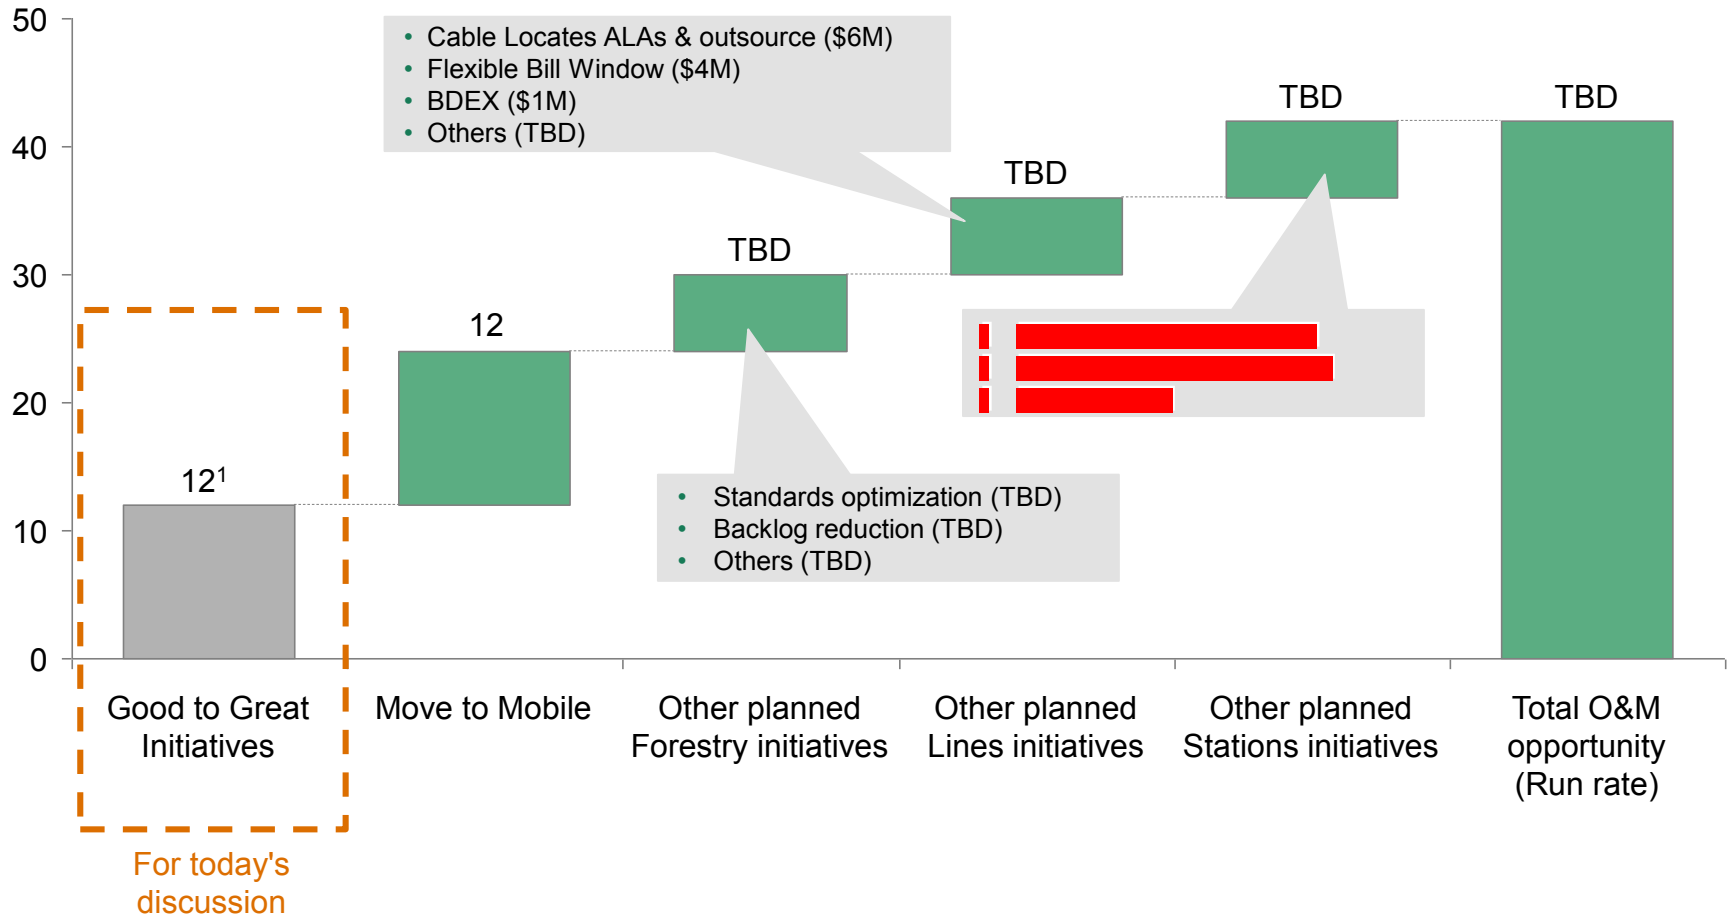 50
40
30
20
10
0
• Cable Locates ALAs & outsource ($6M)
• Flexible Bill Window ($4M)
• BDEX ($1M)
• Others (TBD)
12¹
12
TBD
TBD
TBD
TBD
• Standards optimization (TBD)
• Backlog reduction (TBD)
• Others (TBD)
Good to Great
Initiatives
Move to Mobile
Other planned
Forestry initiatives
Other planned
Lines initiatives
Other planned
Stations initiatives
Total O&M
opportunity
(Run rate)
For today's
discussion